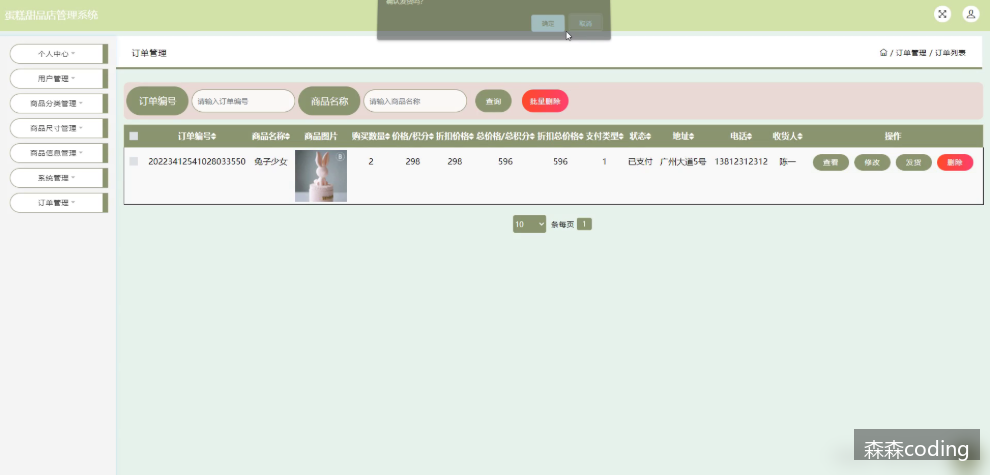 蛋糕甜品店管理系统
确认发货吗?
确定
取消
个人中心
用户管理
商品分类管理
商品尺寸管理
商品信息管理
系统管理
订单管理
订单管理
/ 订单管理 / 订单列表
订单编号 请输入订单编号 商品名称 请输入商品名称 查询 批量删除
订单编号 商品名称 商品图片 购买数量 价格/积分 折扣价格 总价格/总积分 折扣总价格 支付类型 状态 地址 电话 收货人 操作
20223412541028033550 兔子少女 2 298 298 596 596 1 已支付 广州大道5号 13812312312 陈一 查看 修改 发货 删除
10 条每页 1
森森coding